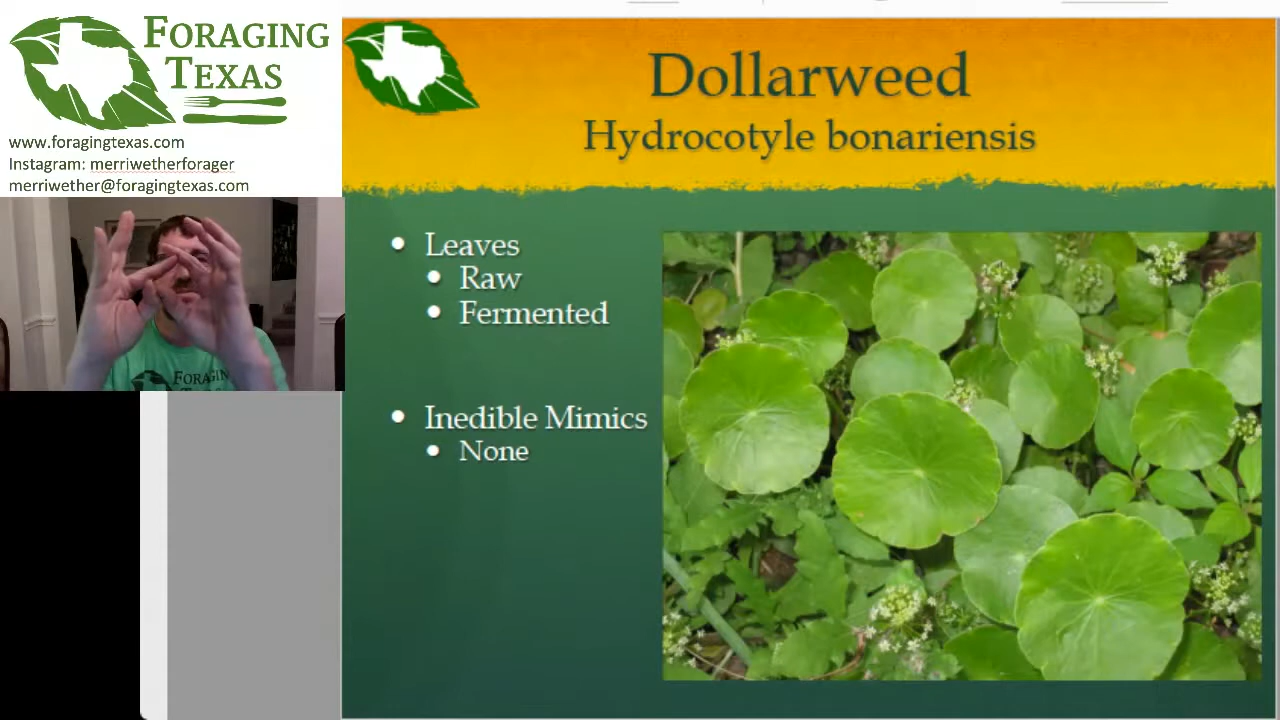 FORAGING
TEXAS
www.foragingtexas.com
Instagram: merriwetherforager
merriwether@foragingtexas.com
FORAGIN
Dollarweed
Hydrocotyle bonariensis
• Leaves
• Raw
• Fermented
• Inedible Mimics
• None